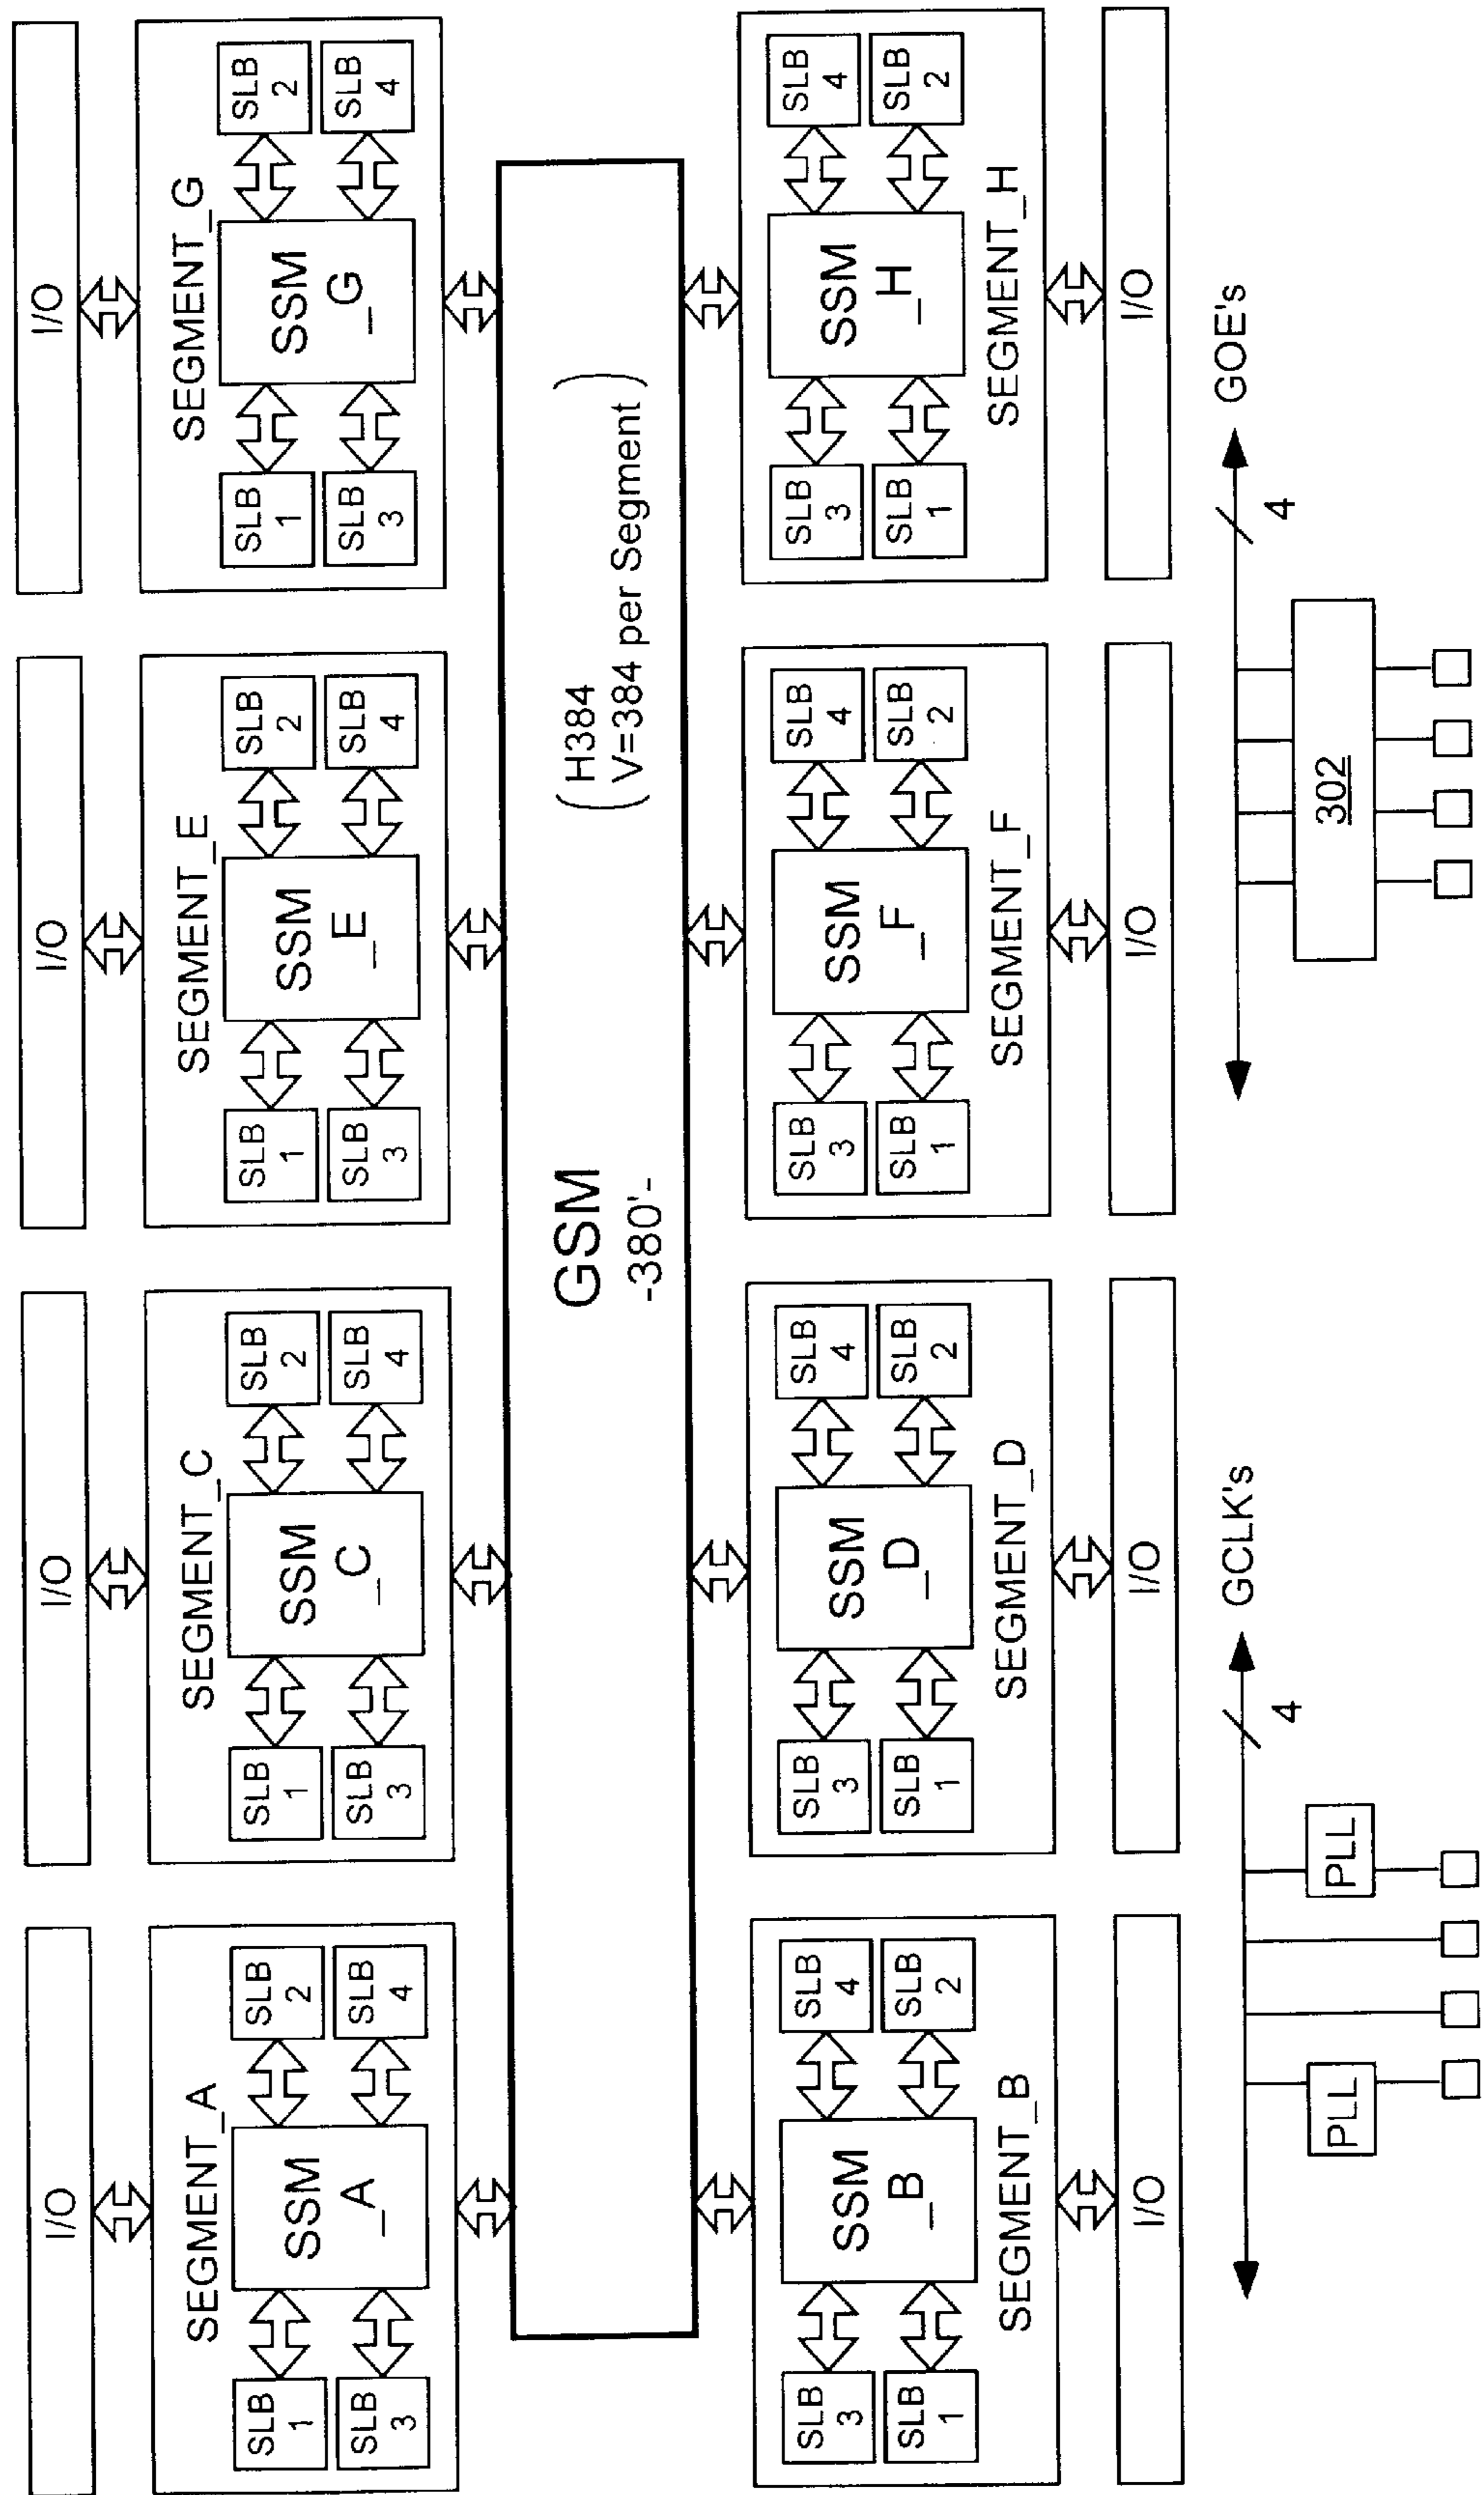 I/O
I/O
I/O
I/O
SEGMENT_A
SLB
1
SLB
3
SSM
_A
SLB
2
SLB
4
SEGMENT_C
SLB
1
SLB
3
SSM
_C
SLB
2
SLB
4
SEGMENT_E
SLB
1
SLB
3
SSM
_E
SLB
2
SLB
4
SEGMENT_G
SLB
1
SLB
3
SSM
_G
SLB
2
SLB
4
GSM
-380'-
(H384
V=384 per Segment)
SLB
3
SLB
1
SSM
_B
SLB
4
SLB
2
SEGMENT_B
SLB
3
SLB
1
SSM
_D
SLB
4
SLB
2
SEGMENT_D
SLB
3
SLB
1
SSM
_F
SLB
4
SLB
2
SEGMENT_F
SLB
3
SLB
1
SSM
_H
SLB
4
SLB
2
SEGMENT_H
I/O
I/O
I/O
I/O
GCLK's
4
PLL
PLL
GOE's
4
302